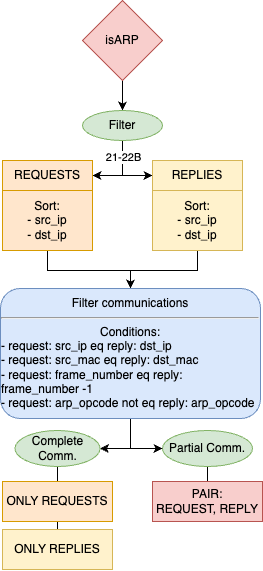 isARP
Filter
21-22B
REQUESTS
Sort:
- src_ip
- dst_ip
REPLIES
Sort:
- src_ip
- dst_ip
Filter communications
Conditions:
- request: src_ip eq reply: dst_ip
- request: src_mac eq reply: dst_mac
- request: frame_number eq reply:
frame_number -1
- request: arp_opcode not eq reply: arp_opcode
Complete
Comm.
Partial Comm.
ONLY REQUESTS
ONLY REPLIES
PAIR:
REQUEST, REPLY